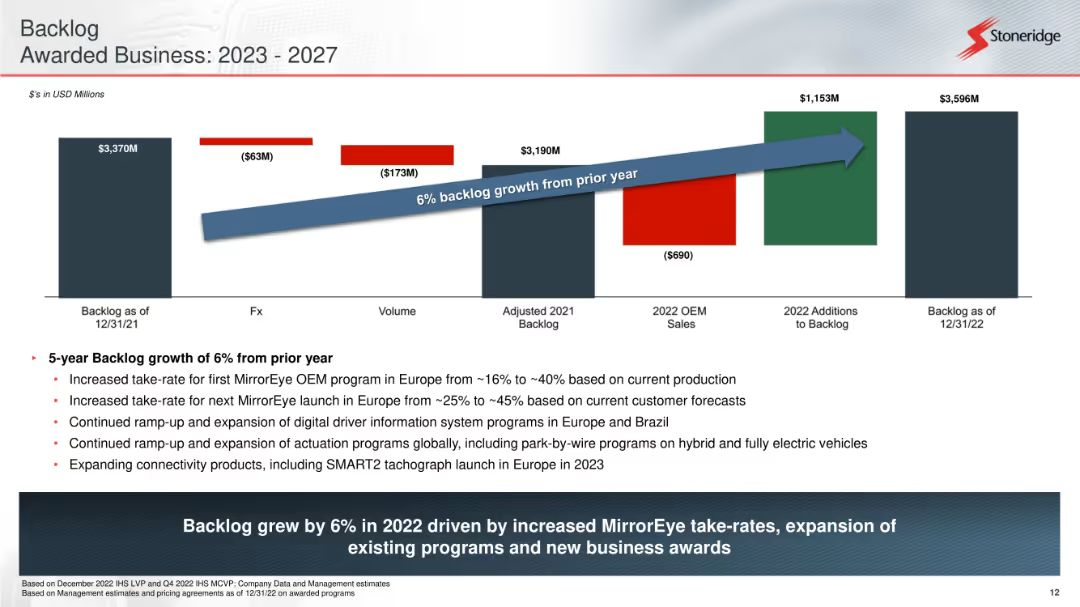 Backlog
Awarded Business: 2023 - 2027
Stoneridge
$'s in USD Millions
$3,370M
($63M)
($173M)
$3,190M
6% backlog growth from prior year
($690)
$1,153M
$3,596M
Backlog as of
12/31/21
Fx
Volume
Adjusted 2021
Backlog
2022 OEM
Sales
2022 Additions
to Backlog
Backlog as of
12/31/22
5-year Backlog growth of 6% from prior year
Increased take-rate for first MirrorEye OEM program in Europe from ~16% to ~40% based on current production
Increased take-rate for next MirrorEye launch in Europe from ~25% to ~45% based on current customer forecasts
Continued ramp-up and expansion of digital driver information system programs in Europe and Brazil
Continued ramp-up and expansion of actuation programs globally, including park-by-wire programs on hybrid and fully electric vehicles
Expanding connectivity products, including SMART2 tachograph launch in Europe in 2023
Backlog grew by 6% in 2022 driven by increased MirrorEye take-rates, expansion of
existing programs and new business awards
Based on December 2022 IHS LVP and Q4 2022 IHS MCVP; Company Data and Management estimates
Based on Management estimates and pricing agreements as of 12/31/22 on awarded programs
12